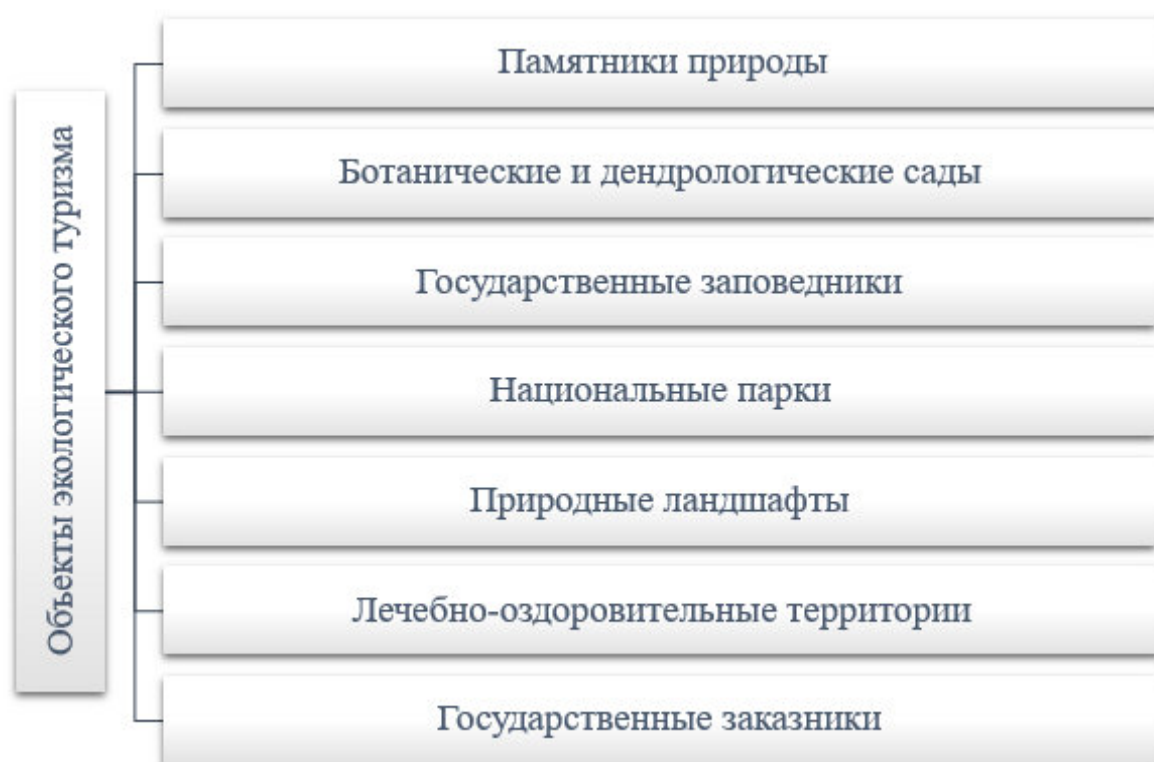 Объекты экологического туризма
Памятники природы
Ботанические и дендрологические сады
Государственные заповедники
Национальные парки
Природные ландшафты
Лечебно-оздоровительные территории
Государственные заказники